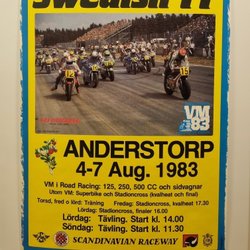 Swedish TT
VM
83
ANDERSTORP
4-7 Aug. 1983
VM i Road Racing: 125, 250, 500 CC och sidvagnar
Utom VM: Superbike och Stadioncross (kvalheat och final)
Torsd, fred o lörd: Träning Fredag: Stadioncross, kvalheat 17.30
Lördag: Stadioncross, finaler 16.00
Lördag: Tävling. Start kl. 14.00
Söndag: Tävling. Start kl. 11.30
SCANDINAVIAN RACEWAY